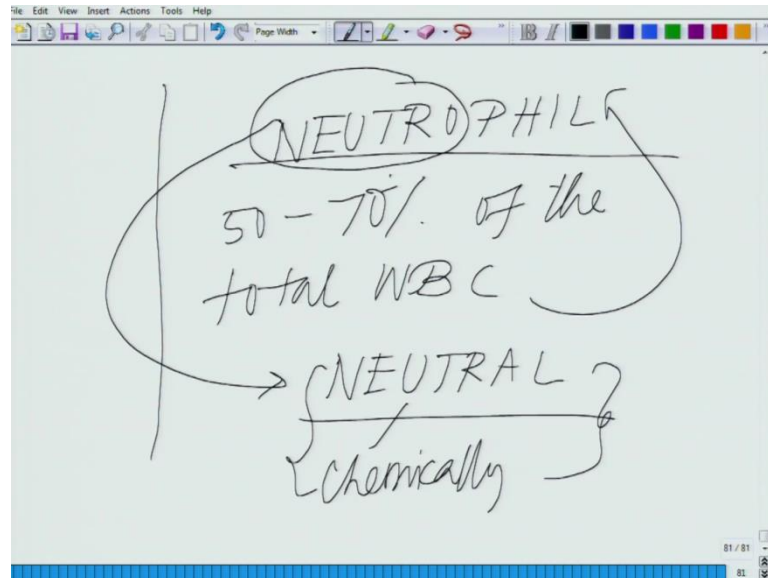 File Edit View Insert Actions Tools Help
Page Width
B I
NEUTROPHIL
50-70% of the
total WBC
NEUTRAL
chemically
81 / 81
81